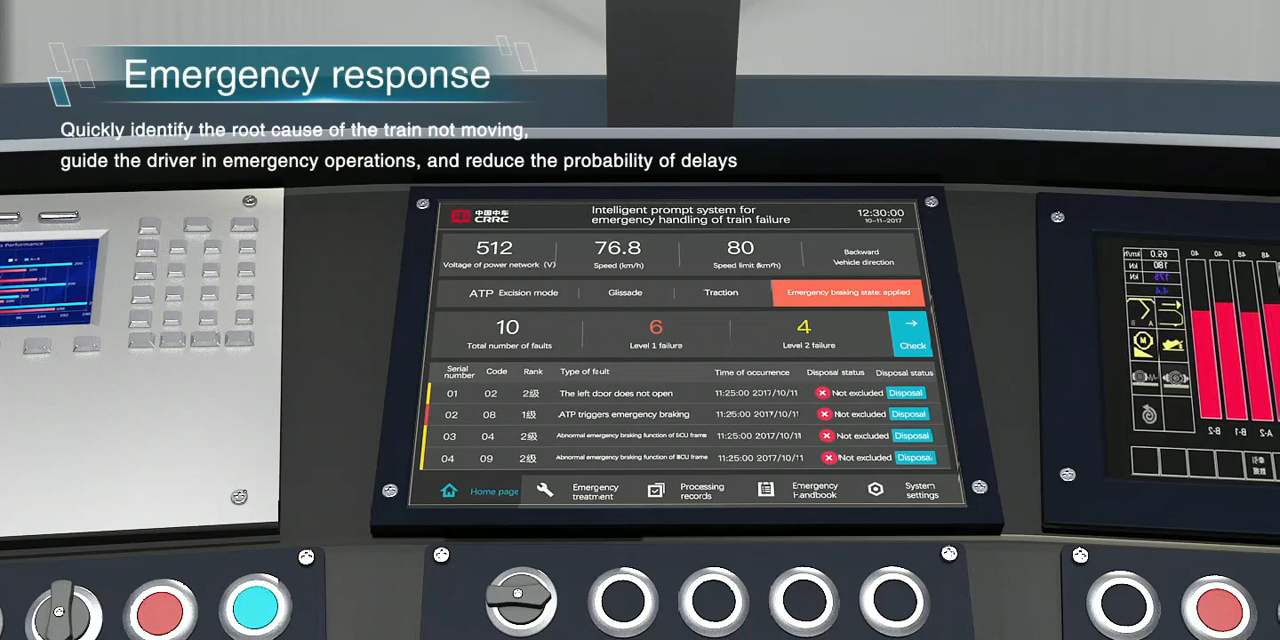 Emergency response
Quickly identify the root cause of the train not moving,
guide the driver in emergency operations, and reduce the probability of delays
中国中车
CRRC
Intelligent prompt system for
emergency handling of train failure
12:30:00
10-11-2017
512
Voltage of power network (V)
76.8
Speed (km/h)
80
Speed limit (km/h)
Backward
Vehicle direction
ATP Excision mode
Glissade
Traction
Emergency braking state: applied
10
Total number of faults
6
Level 1 failure
4
Level 2 failure
→
Check
Serial number Code Rank Type of fault Time of occurrence Disposal status Disposal status
01 02 2级 The left door does not open 11:25:00 2017/10/11 Not excluded Disposal
02 08 1级 ATP triggers emergency braking 11:25:00 2017/10/11 Not excluded Disposal
03 04 2级 Abnormal emergency braking function of BCU frame 11:25:00 2017/10/11 Not excluded Disposal
04 09 2级 Abnormal emergency braking function of BCU frame 11:25:00 2017/10/11 Not excluded Disposal
Home page
Emergency treatment
Processing records
Emergency Handbook
System settings